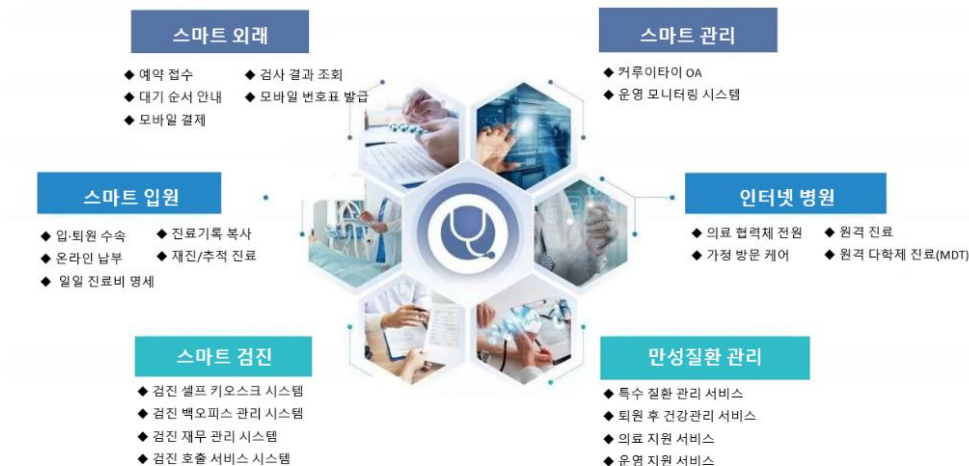 스마트 외래
◆ 예약 접수
◆ 대기 순서 안내
◆ 모바일 결제
◆ 검사 결과 조회
◆ 모바일 번호표 발급
스마트 관리
◆ 커루이타이 OA
◆ 운영 모니터링 시스템
스마트 입원
◆ 입·퇴원 수속
◆ 온라인 납부
◆ 일일 진료비 명세
◆ 진료기록 복사
◆ 재진/추적 진료
인터넷 병원
◆ 의료 협력체 전원
◆ 가정 방문 케어
◆ 원격 진료
◆ 원격 다학제 진료(MDT)
스마트 검진
◆ 검진 셀프 키오스크 시스템
◆ 검진 백오피스 관리 시스템
◆ 검진 재무 관리 시스템
◆ 검진 호출 서비스 시스템
만성질환 관리
◆ 특수 질환 관리 서비스
◆ 퇴원 후 건강관리 서비스
◆ 의료 지원 서비스
◆ 운영 지원 서비스